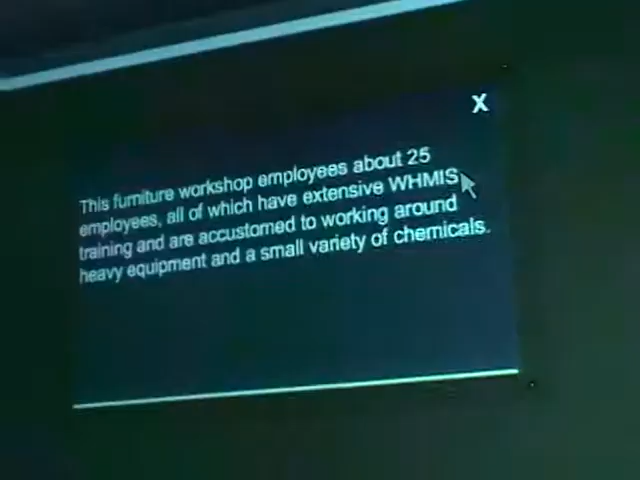 X
This furniture workshop employees about 25
employees, all of which have extensive WHMIS
training and are accustomed to working around
heavy equipment and a small variety of chemicals.